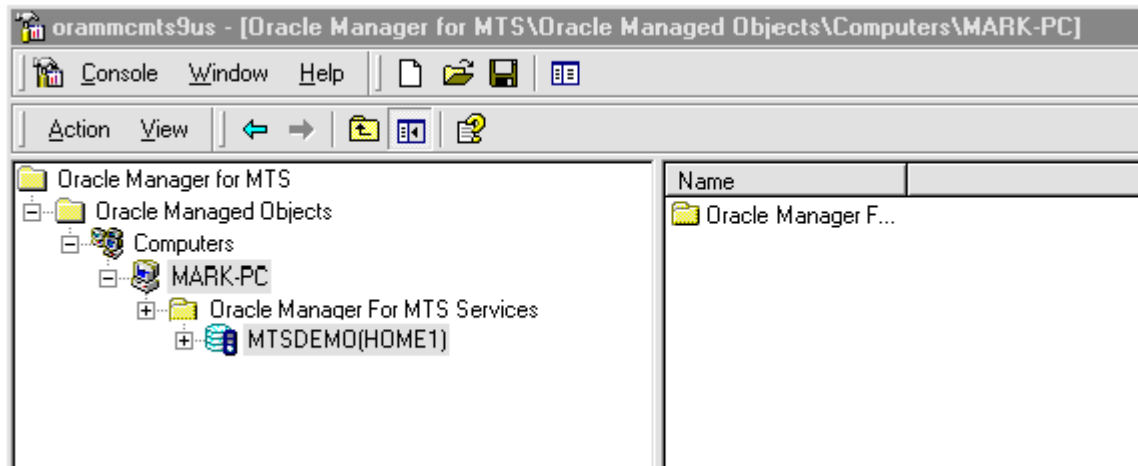 orammcmts9us - [Oracle Manager for MTS\Oracle Managed Objects\Computers\MARK-PC]
Console Window Help
Action View
Oracle Manager for MTS
Oracle Managed Objects
Computers
MARK-PC
Oracle Manager For MTS Services
MTSDEMO(HOME1)
Name
Oracle Manager F...